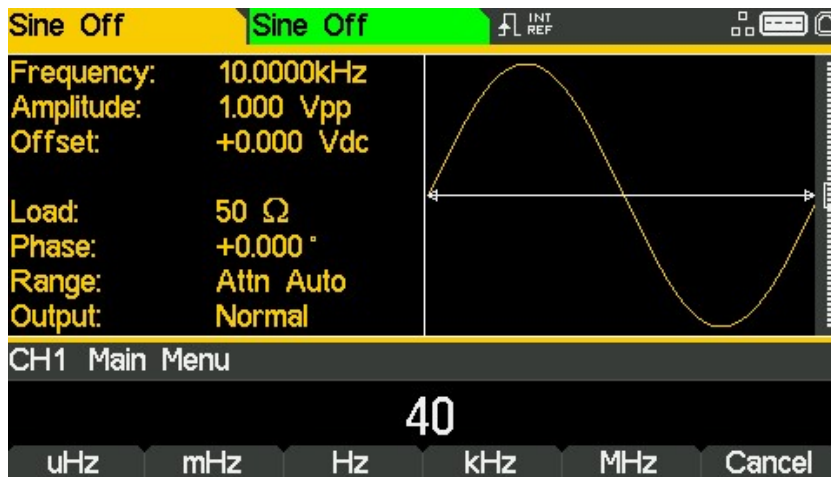 Sine Off Sine Off INT
REF
Frequency: 10.0000kHz
Amplitude: 1.000 Vpp
Offset: +0.000 Vdc
Load: 50 Ω
Phase: +0.000 °
Range: Attn Auto
Output: Normal
CH1 Main Menu
40
uHz mHz Hz kHz MHz Cancel